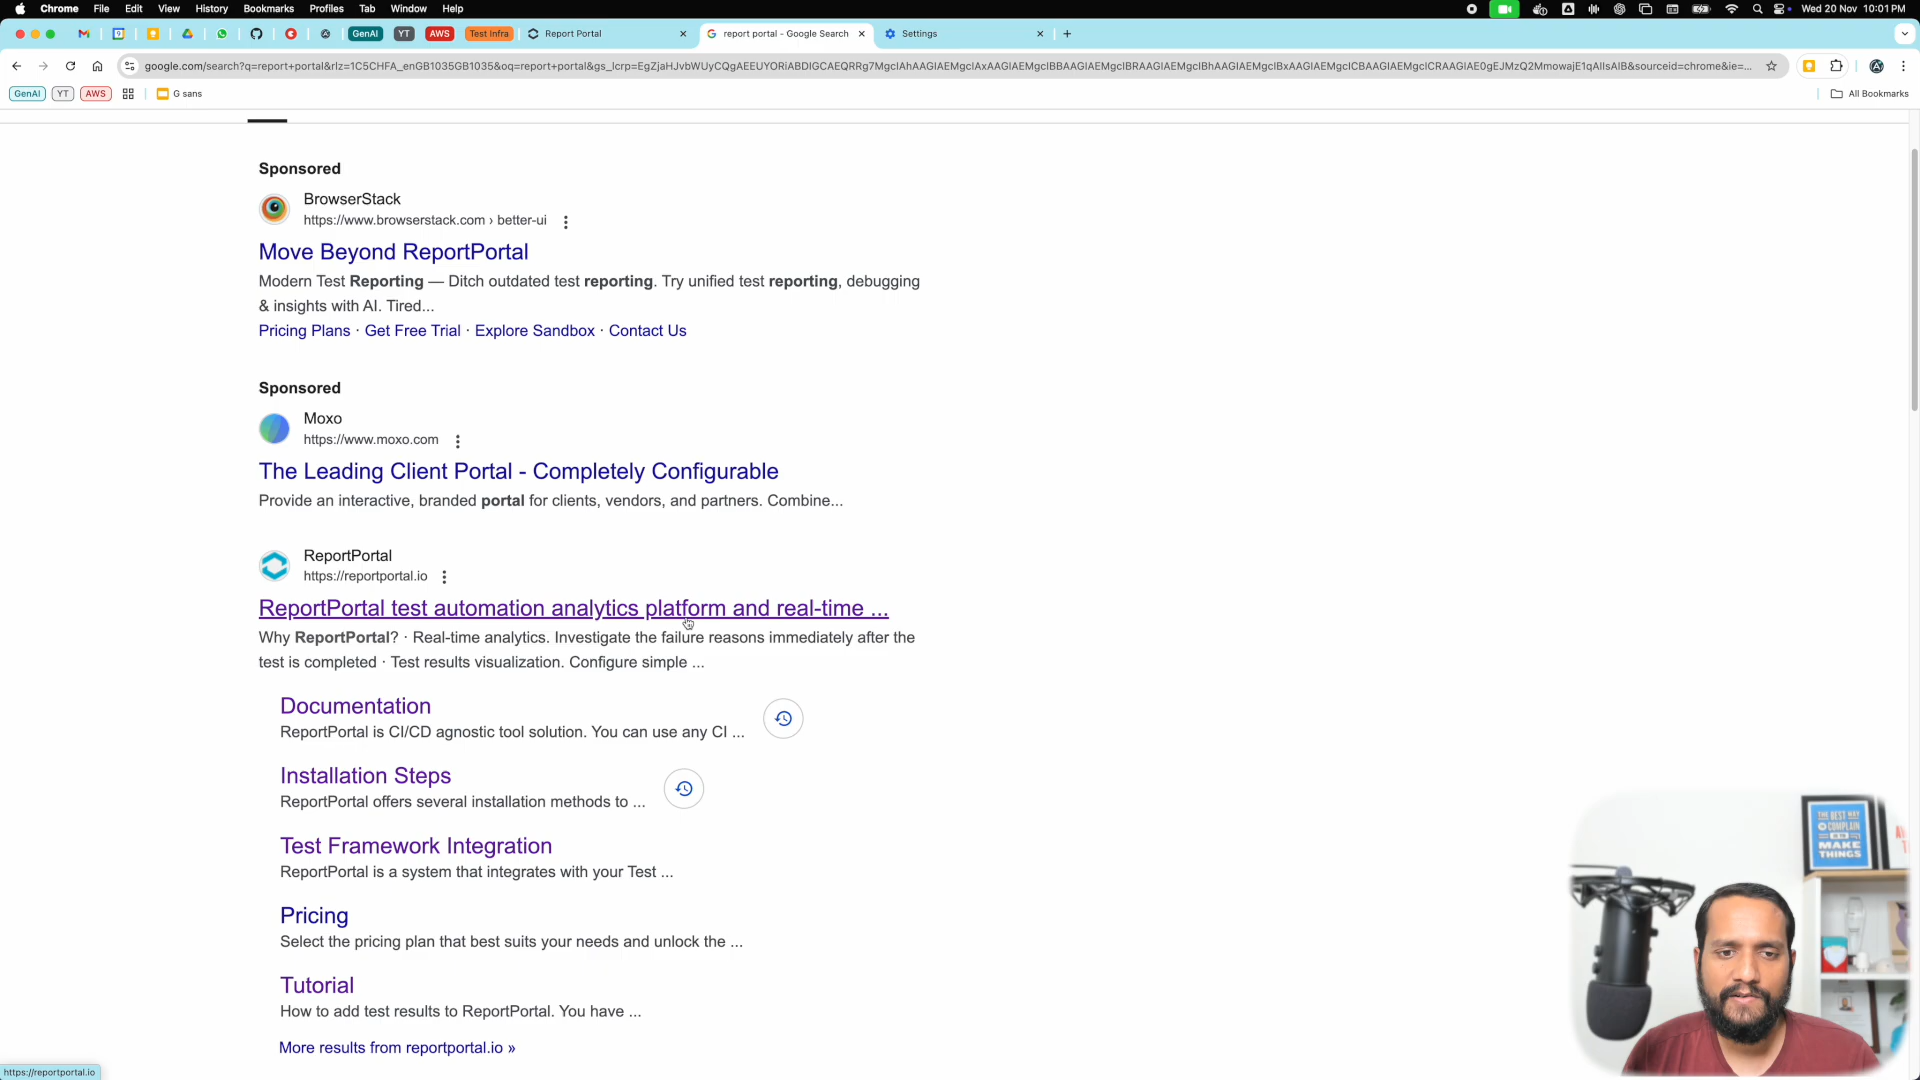 Chrome File Edit View History Bookmarks Profiles Tab Window Help
Wed 20 Nov 10:01 PM
GenAI YT AWS Test Infra Report Portal report portal - Google Search Settings
google.com/search?q=report+portal&rlz=1C5CHFA_enGB1035GB1035&oq=report+portal&gs_lcrp=
GenAI YT AWS G sans All Bookmarks
Sponsored
BrowserStack
https://www.browserstack.com › better-ui
Move Beyond ReportPortal
Modern Test Reporting — Ditch outdated test reporting. Try unified test reporting, debugging
& insights with AI. Tired...
Pricing Plans · Get Free Trial · Explore Sandbox · Contact Us
Sponsored
Moxo
https://www.moxo.com
The Leading Client Portal - Completely Configurable
Provide an interactive, branded portal for clients, vendors, and partners. Combine...
ReportPortal
https://reportportal.io
ReportPortal test automation analytics platform and real-time ...
Why ReportPortal? · Real-time analytics. Investigate the failure reasons immediately after the
test is completed · Test results visualization. Configure simple ...
Documentation
ReportPortal is CI/CD agnostic tool solution. You can use any CI ...
Installation Steps
ReportPortal offers several installation methods to ...
Test Framework Integration
ReportPortal is a system that integrates with your Test ...
Pricing
Select the pricing plan that best suits your needs and unlock the ...
Tutorial
How to add test results to ReportPortal. You have ...
More results from reportportal.io »
https://reportportal.io
THE BEST WAY
TO COMPLAIN
IS TO
MAKE
THINGS